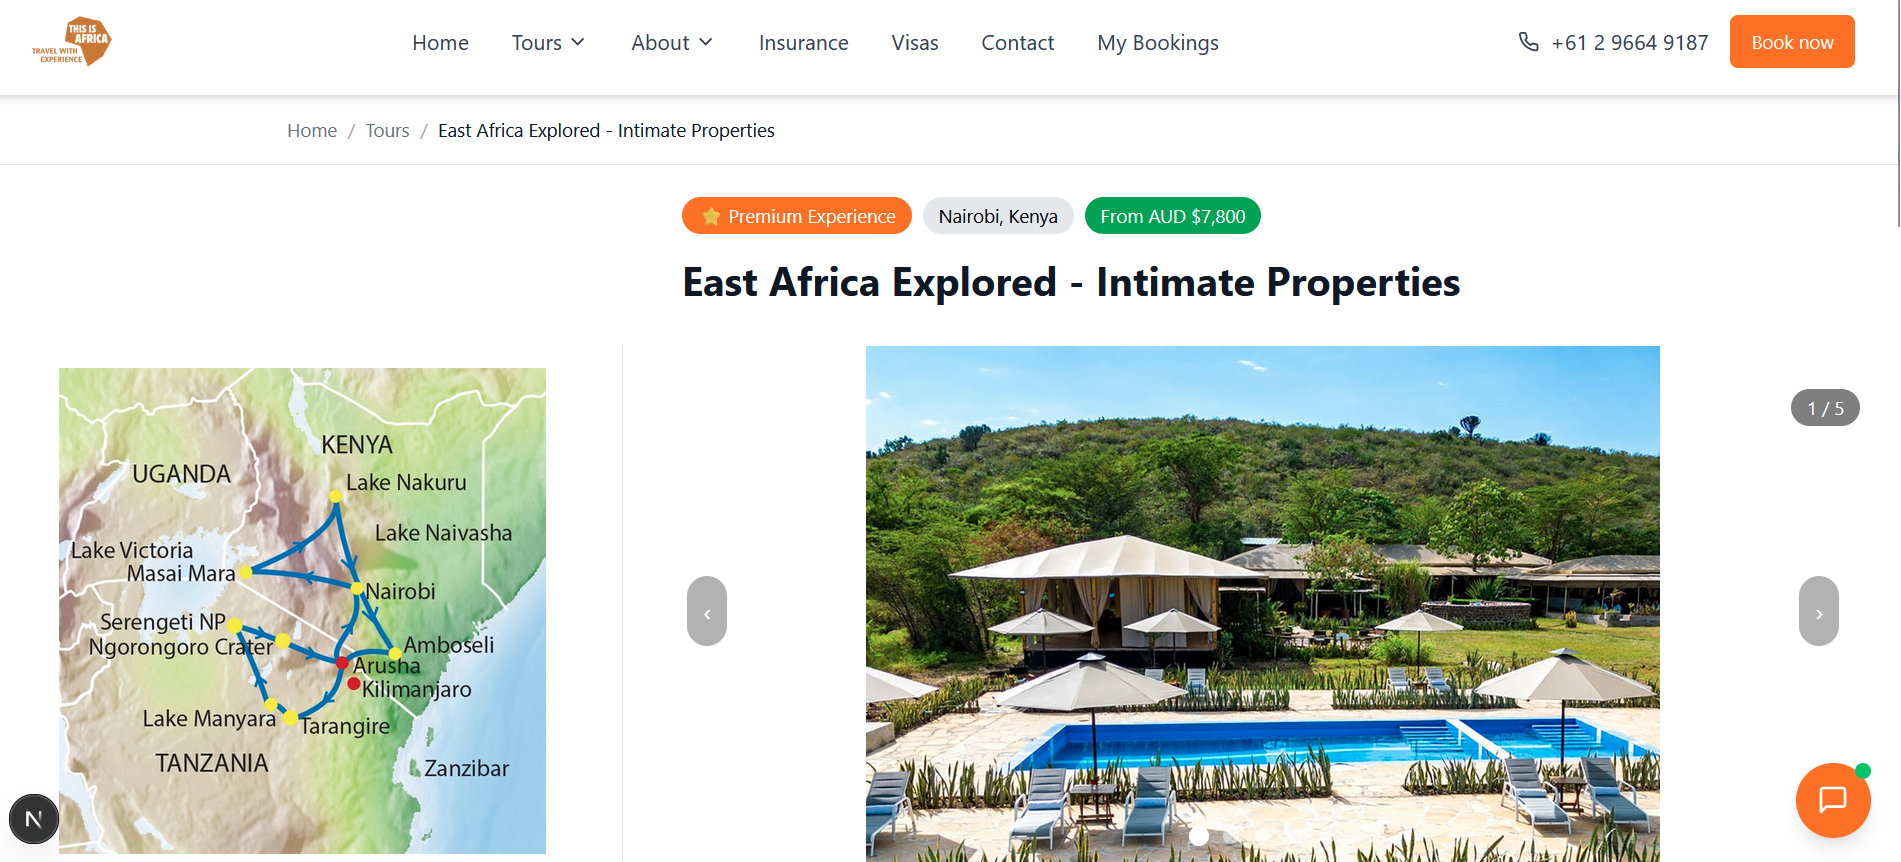 THIS IS
AFRICA
TRAVEL WITH
EXPERIENCE
Home
Tours
About
Insurance
Visas
Contact
My Bookings
+61 2 9664 9187
Book now
Home / Tours / East Africa Explored - Intimate Properties
Premium Experience
Nairobi, Kenya
From AUD $7,800
East Africa Explored - Intimate Properties
KENYA
UGANDA
Lake Nakuru
Lake Naivasha
Lake Victoria
Masai Mara
Nairobi
Serengeti NP
Ngorongoro Crater
Amboseli
Arusha
Kilimanjaro
Lake Manyara
Tarangire
TANZANIA
Zanzibar
1 / 5
‹
›
N